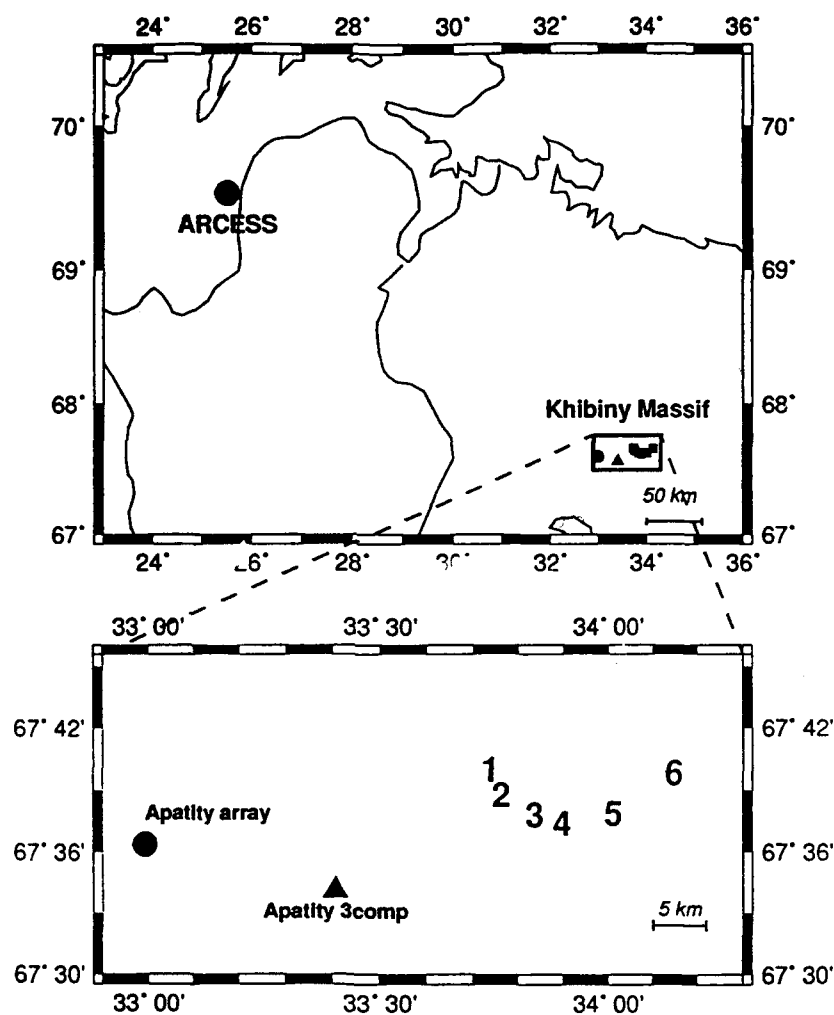 24° 26° 28° 30° 32° 34° 36°
70° 70°
ARCESS
69° 69°
68° 68°
Khibiny Massif
50 km
67° 67°
24° 26° 28° 30° 32° 34° 36°
33° 00' 33° 30' 34° 00'
67° 42' 67° 42'
1
2
3
4
5
6
Apatity array
67° 36' 67° 36'
Apatity 3comp
5 km
67° 30' 67° 30'
33° 00' 33° 30' 34° 00'